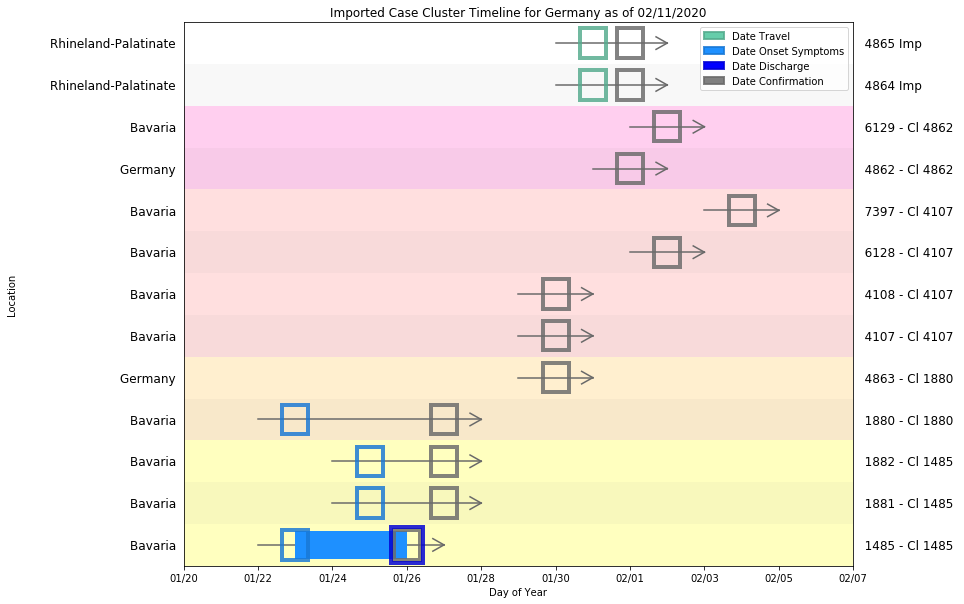 Imported Case Cluster Timeline for Germany as of 02/11/2020
Date Travel
Date Onset Symptoms
Date Discharge
Date Confirmation
Location
Rhineland-Palatinate 4865 Imp
Rhineland-Palatinate 4864 Imp
Bavaria 6129 - Cl 4862
Germany 4862 - Cl 4862
Bavaria 7397 - Cl 4107
Bavaria 6128 - Cl 4107
Bavaria 4108 - Cl 4107
Bavaria 4107 - Cl 4107
Germany 4863 - Cl 1880
Bavaria 1880 - Cl 1880
Bavaria 1882 - Cl 1485
Bavaria 1881 - Cl 1485
Bavaria 1485 - Cl 1485
01/20 01/22 01/24 01/26 01/28 01/30 02/01 02/03 02/05 02/07
Day of Year